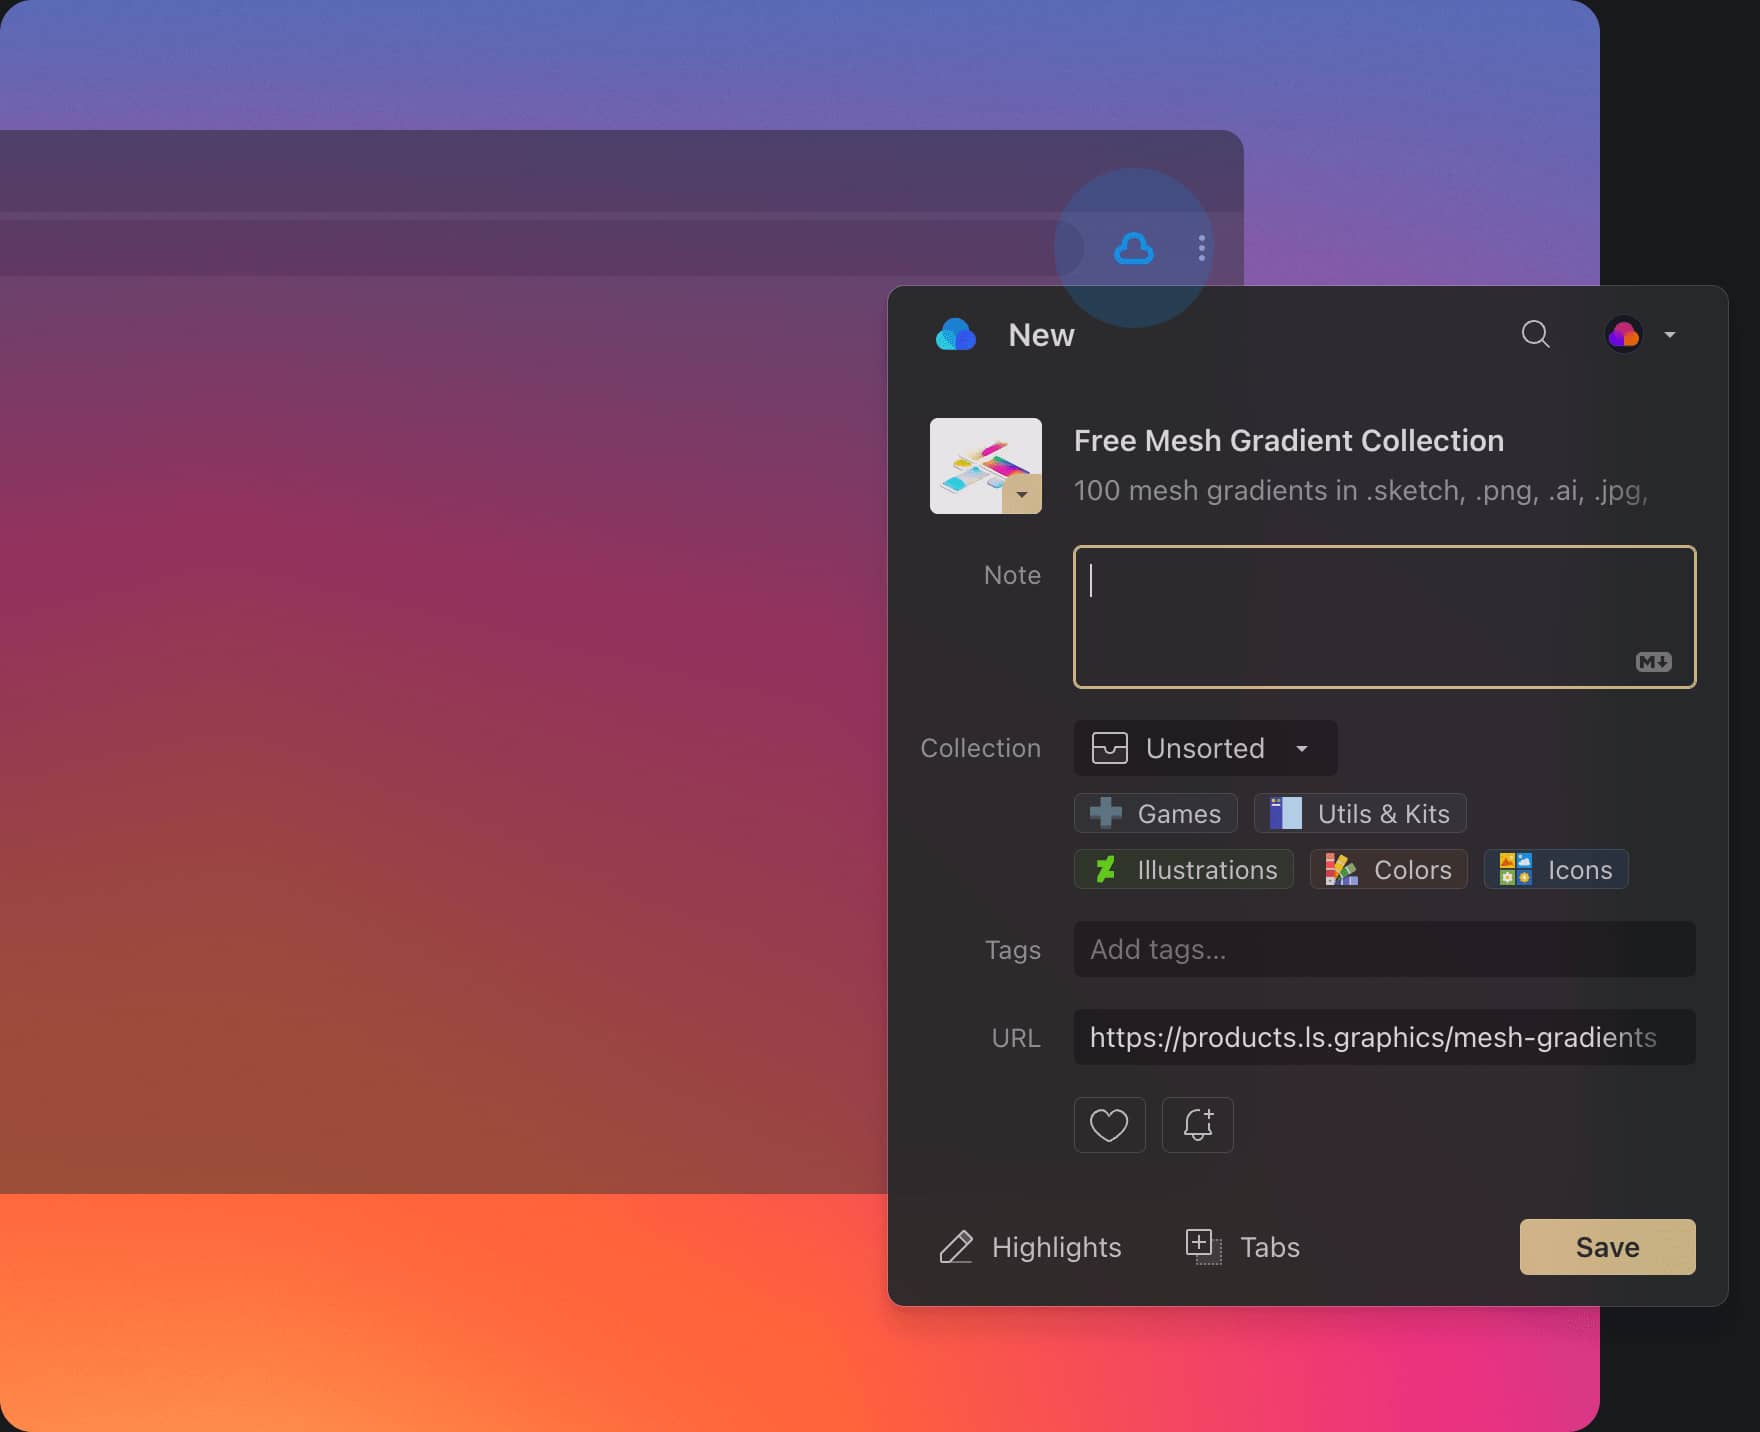 New
Free Mesh Gradient Collection
100 mesh gradients in .sketch, .png, .ai, .jpg,
Note
M
Collection
Unsorted
Games
Utils & Kits
Illustrations
Colors
Icons
Tags
Add tags...
URL
https://products.ls.graphics/mesh-gradients
Highlights
Tabs
Save